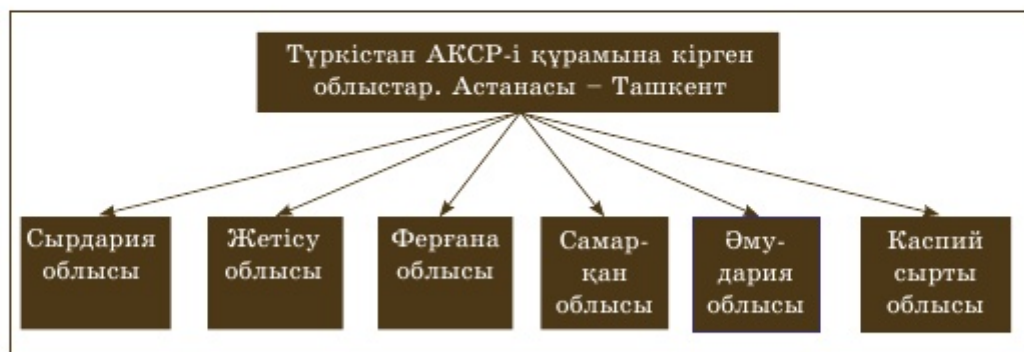 Түркістан АКСР-і құрамына кірген
облыстар. Астанасы – Ташкент
Сырдария
облысы
Жетісу
облысы
Ферғана
облысы
Самар-
қан
облысы
Әму-
дария
облысы
Каспий
сырты
облысы